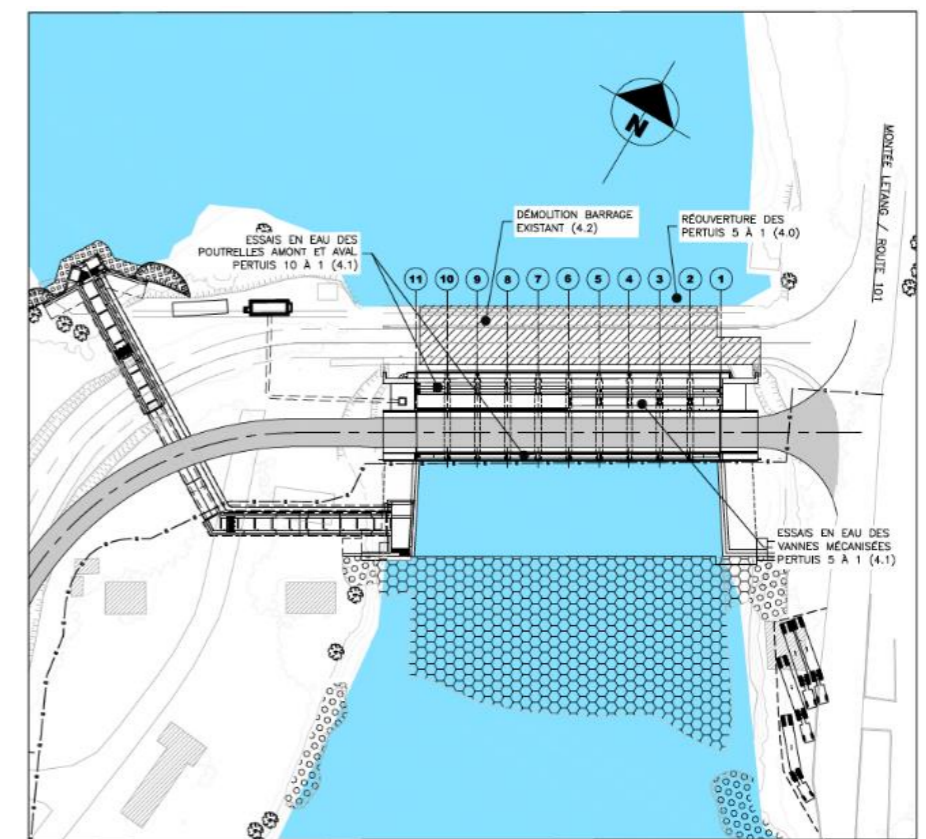 N
MONTÉE LETANG / ROUTE 101
DÉMOLITION BARRAGE
EXISTANT (4.2)
RÉOUVERTURE DES
PERTUIS 5 À 1 (4.0)
ESSAIS EN EAU DES
POUTRELLES AMONT ET AVAL
PERTUIS 10 À 1 (4.1)
11 10 9 8 7 6 5 4 3 2 1
ESSAIS EN EAU DES
VANNES MÉCANISÉES
PERTUIS 5 À 1 (4.1)